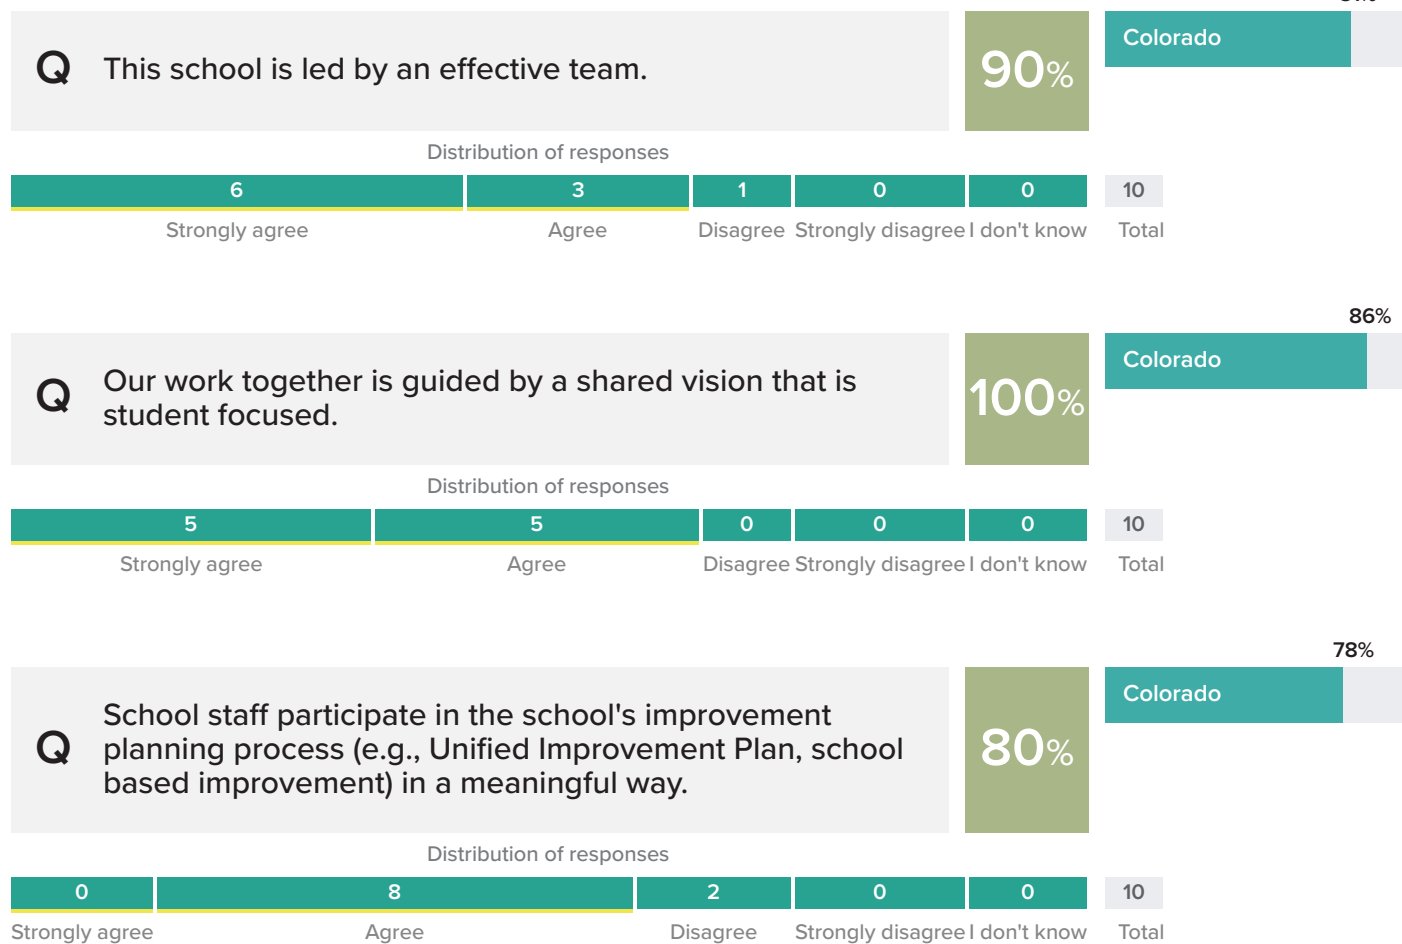 Q This school is led by an effective team.
90%
Colorado
Distribution of responses
6 3 1 0 0 10
Strongly agree Agree Disagree Strongly disagree I don't know Total
86%
Q Our work together is guided by a shared vision that is
student focused.
100%
Colorado
Distribution of responses
5 5 0 0 0 10
Strongly agree Agree Disagree Strongly disagree I don't know Total
78%
Q School staff participate in the school's improvement
planning process (e.g., Unified Improvement Plan, school
based improvement) in a meaningful way.
80%
Colorado
Distribution of responses
0 8 2 0 0 10
Strongly agree Agree Disagree Strongly disagree I don't know Total